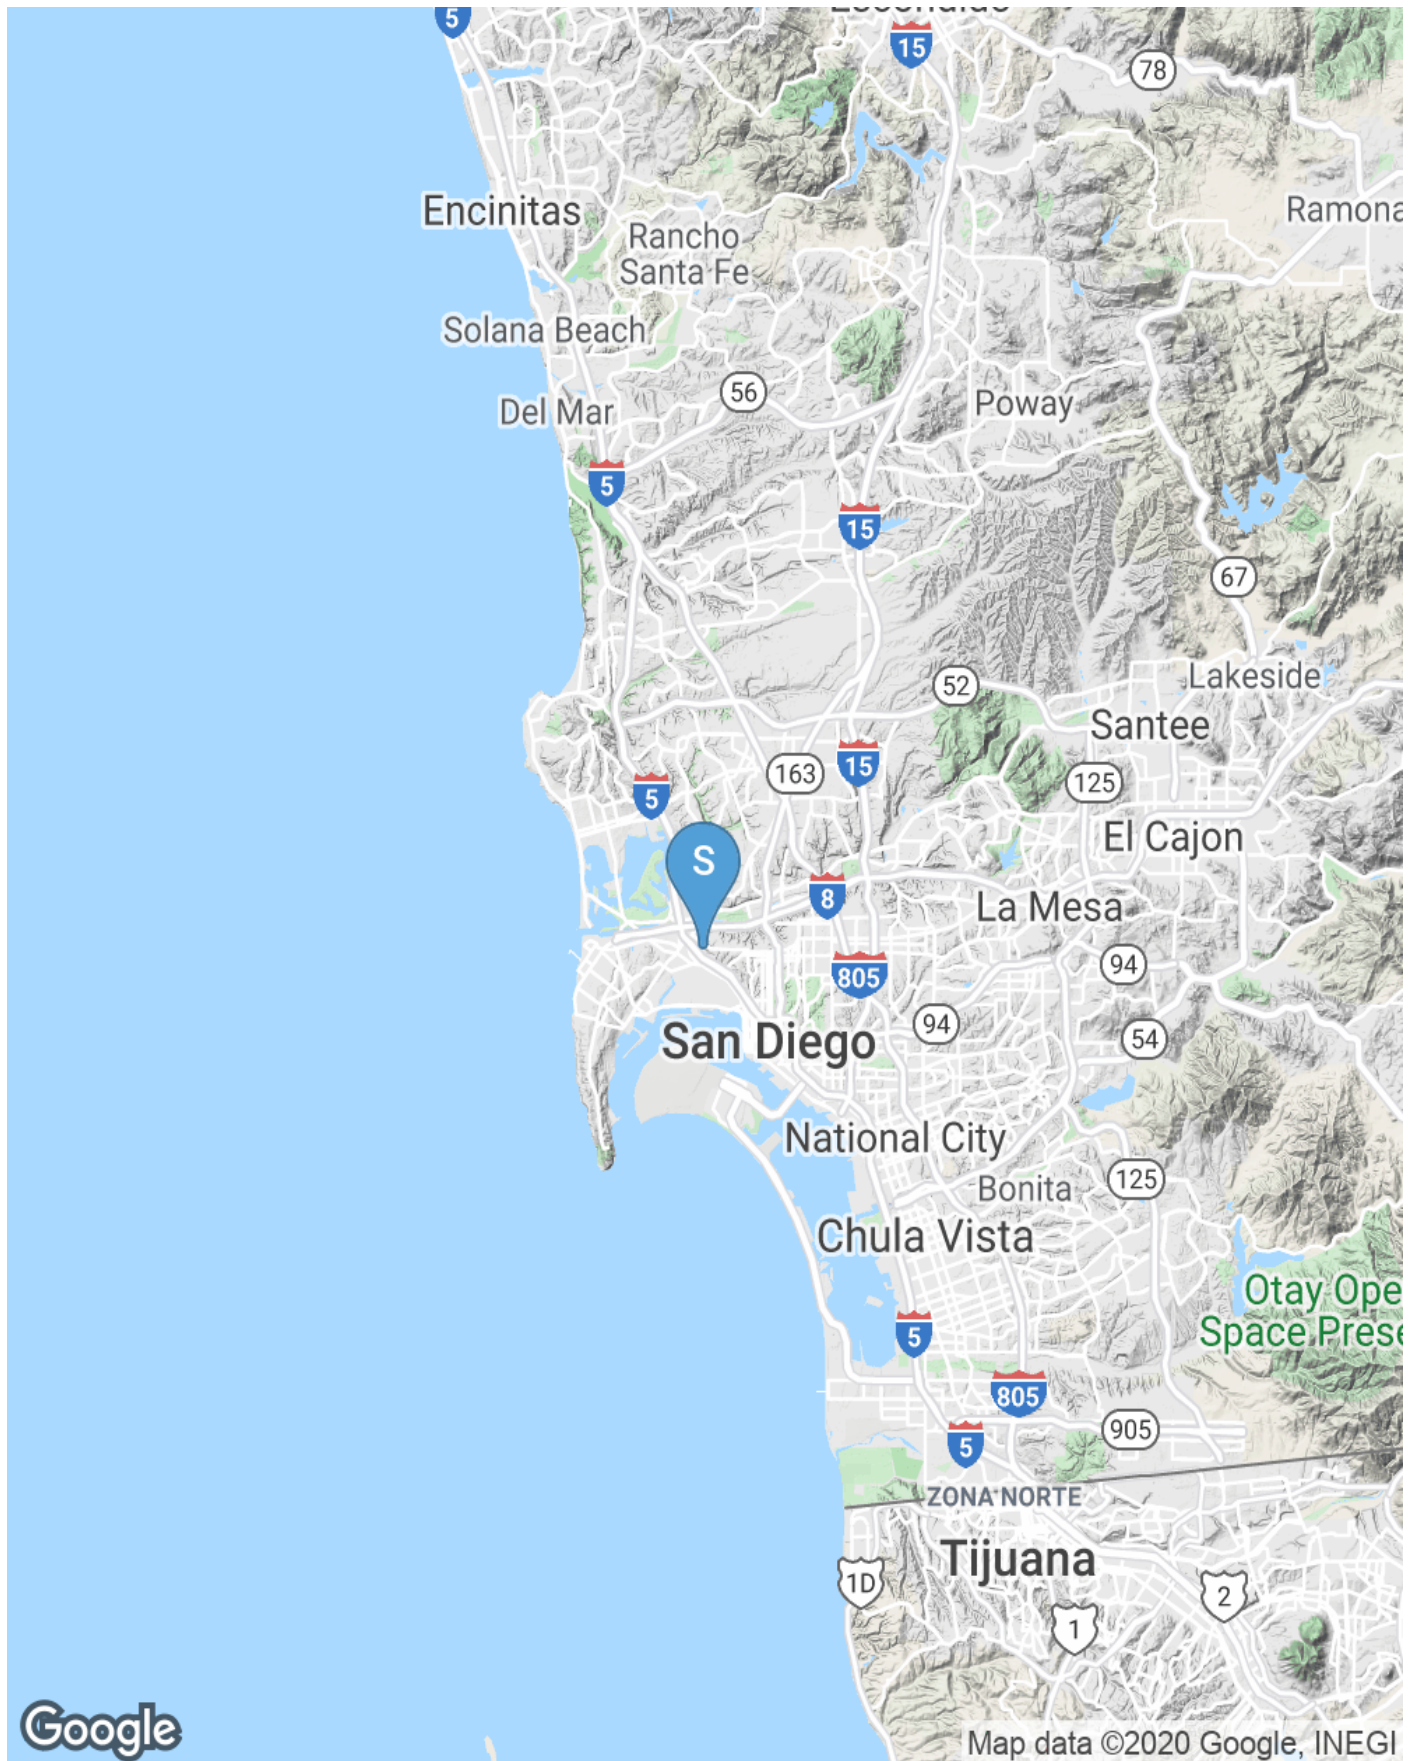 5
Escondido
15
78
Encinitas
Ramona
Rancho
Santa Fe
Solana Beach
56
Del Mar
Poway
5
15
67
52
Lakeside
Santee
163
15
125
5
El Cajon
S
8
La Mesa
94
805
94
54
San Diego
National City
125
Bonita
Chula Vista
Otay Ope
Space Prese
5
805
905
5
ZONA NORTE
Tijuana
1D
2
1
Google
Map data ©2020 Google, INEGI